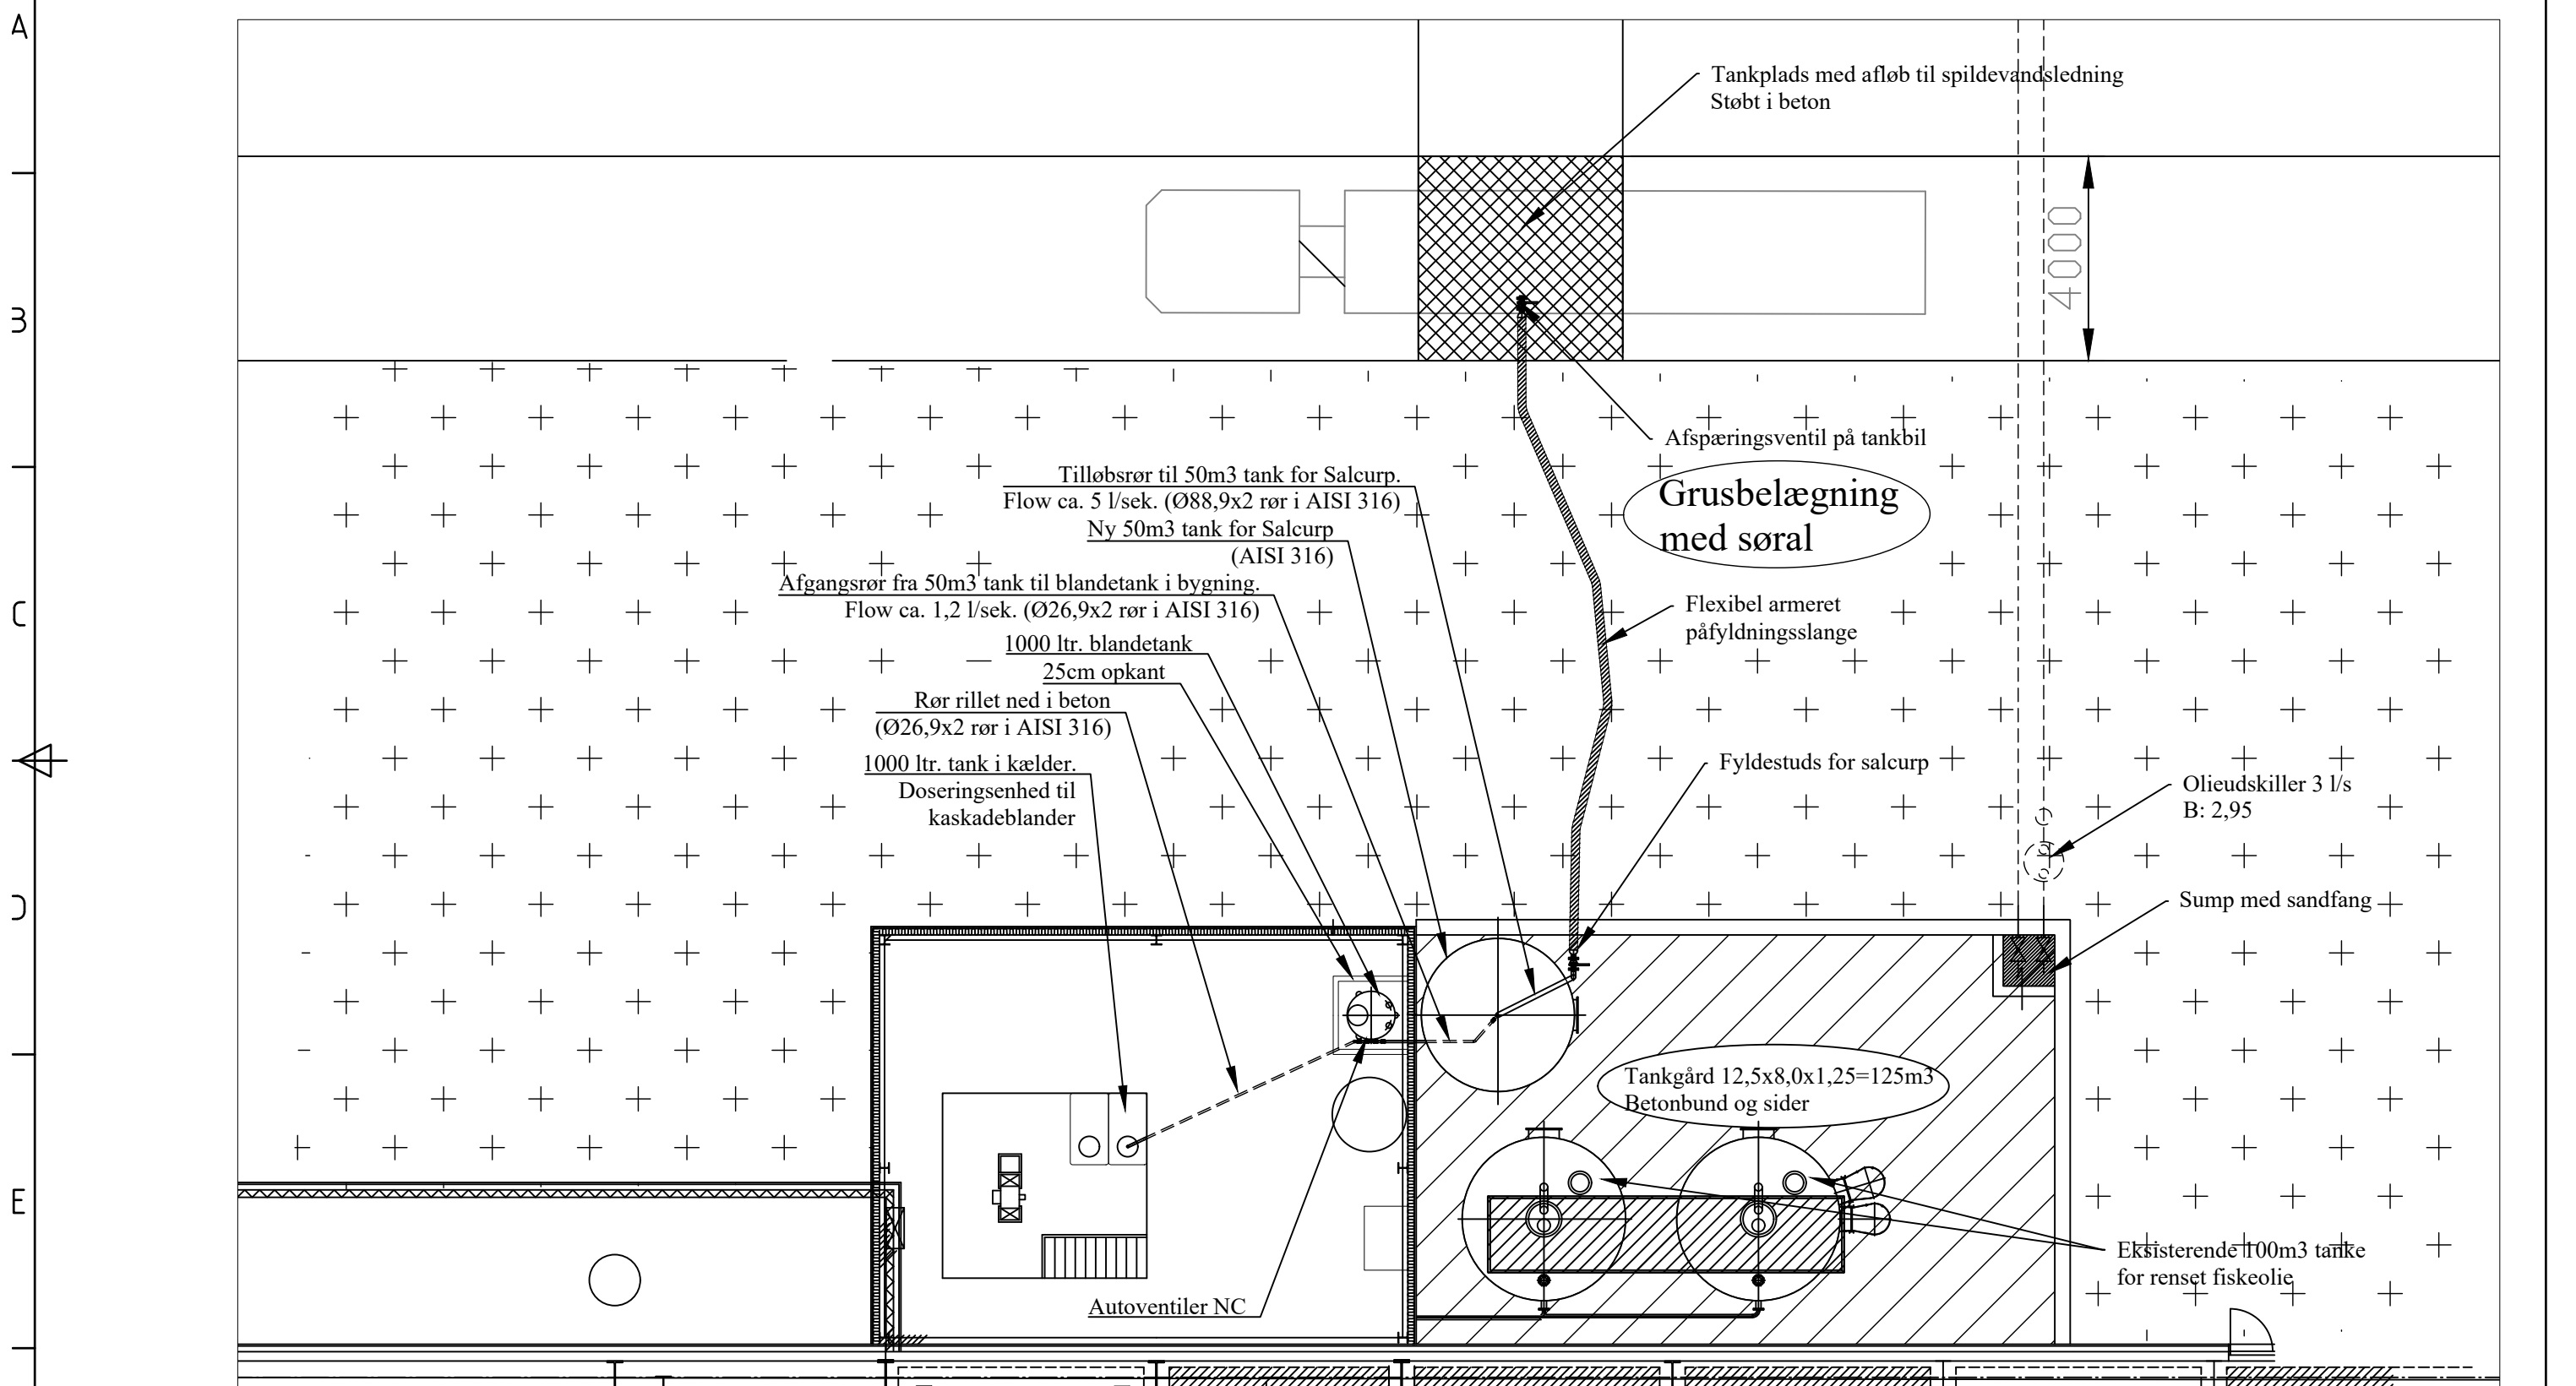 A
Tankplads med afløb til spildevandsledning
Støbt i beton
4000
B
Afspæringsventil på tankbil
Tilløbsrør til 50m3 tank for Salcurp.
Flow ca. 5 l/sek. (Ø88,9x2 rør i AISI 316)
Grusbelægning
med søral
Ny 50m3 tank for Salcurp
(AISI 316)
Afgangsrør fra 50m3 tank til blandetank i bygning.
Flow ca. 1,2 l/sek. (Ø26,9x2 rør i AISI 316)
C
Flexibel armeret
påfyldningsslange
1000 ltr. blandetank
25cm opkant
Rør rillet ned i beton
(Ø26,9x2 rør i AISI 316)
1000 ltr. tank i kælder.
Doseringsenhed til
kaskadeblander
Fyldestuds for salcurp
Olieudskiller 3 l/s
B: 2,95
D
Sump med sandfang
Tankgård 12,5x8,0x1,25=125m3
Betonbund og sider
E
Eksisterende 100m3 tanke
for renset fiskeolie
Autoventiler NC